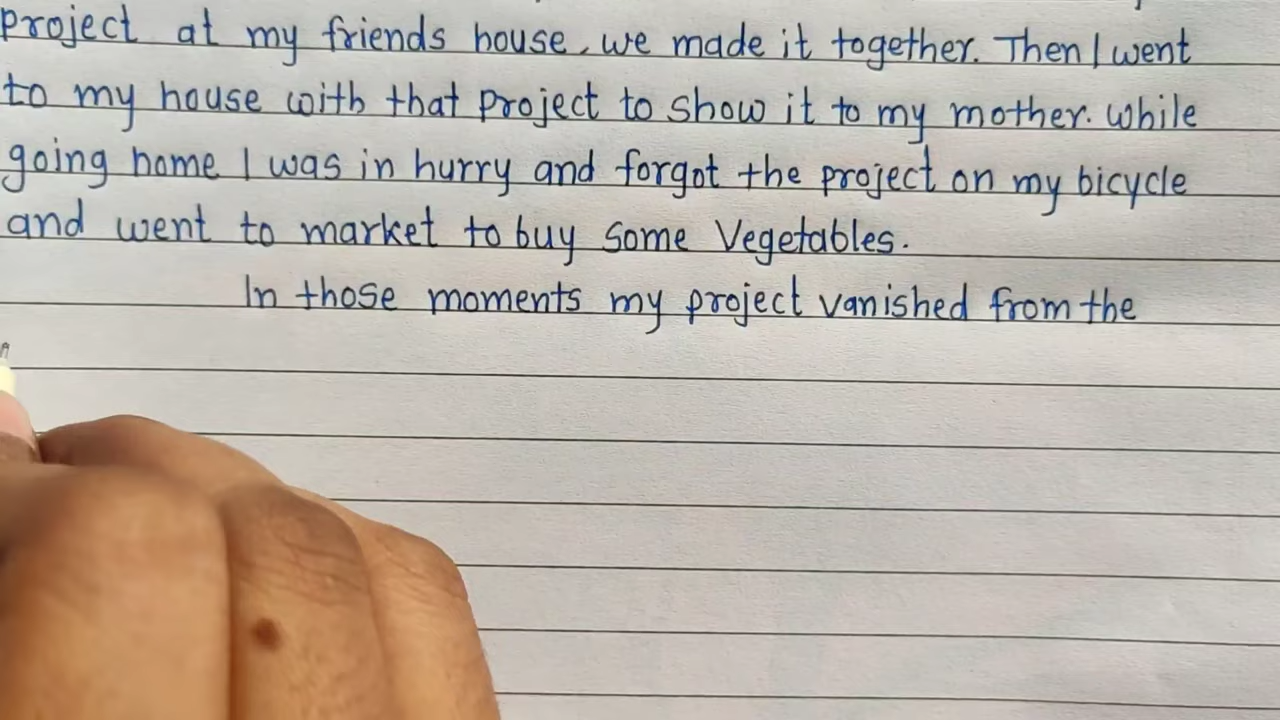 project at my friends house, we made it together. Then I went
to my house with that project to show it to my mother. while
going home I was in hurry and forgot the project on my bicycle
and went to market to buy some vegetables.
In those moments my project vanished from the